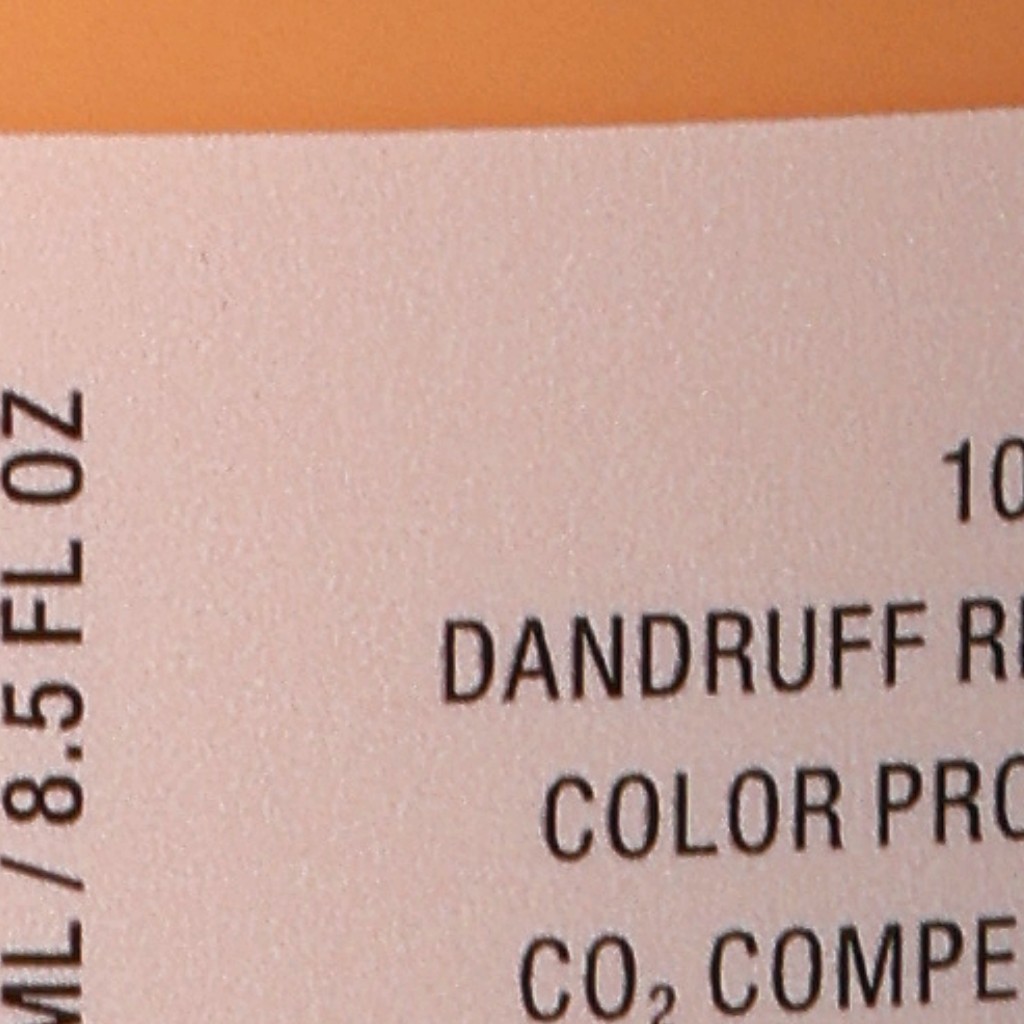 ML / 8.5 FL OZ
10
DANDRUFF
COLOR PRO
CO₂ COMPE